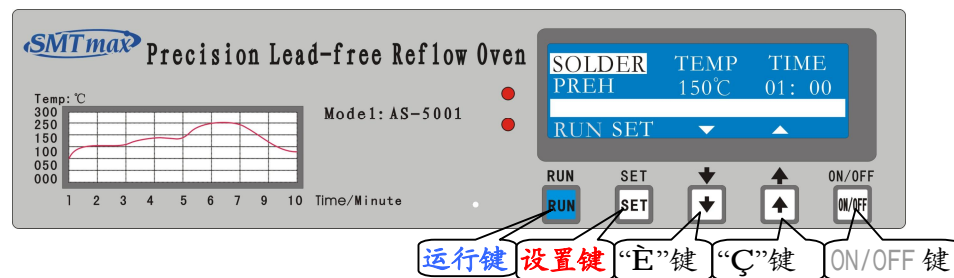 SMTmax
Precision Lead-free Reflow Oven
Model: AS-5001
Temp: ℃
300
250
150
100
050
000
1 2 3 4 5 6 7 9 10 Time/Minute
SOLDER TEMP TIME
PREH 150℃ 01: 00
RUN SET
RUN SET ON/OFF
RUN SET ON/OFF
运行键 设置键 “È”键 “Ç”键 ON/OFF 键